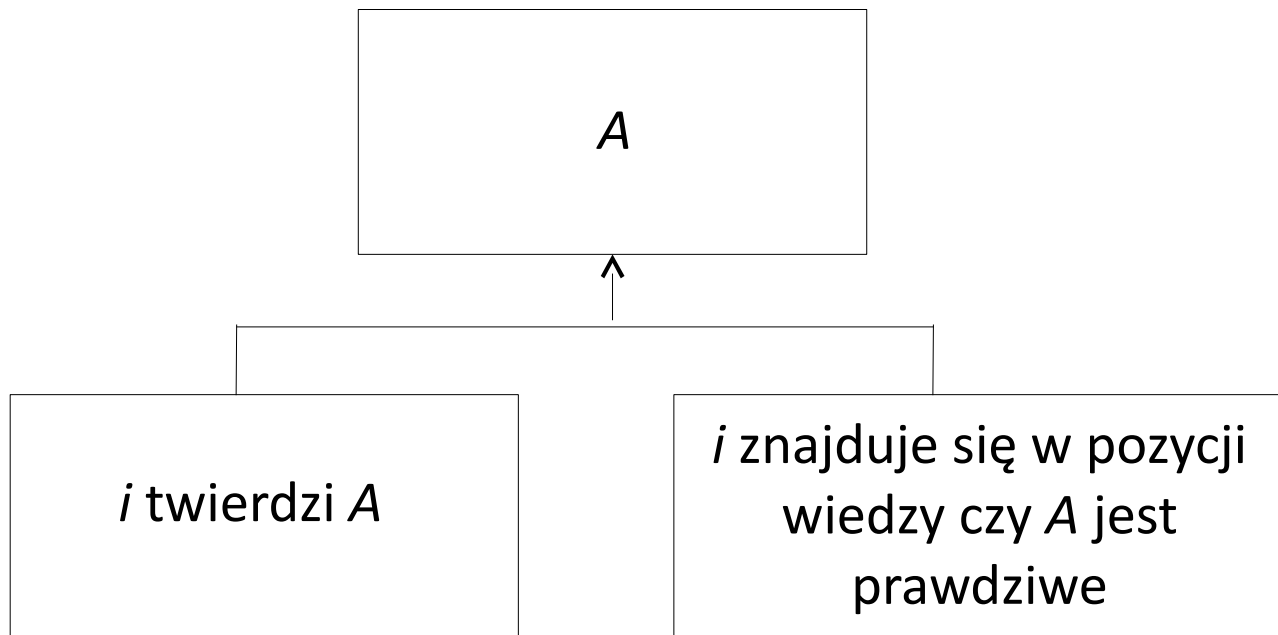 A
i twierdzi A
i znajduje się w pozycji
wiedzy czy A jest
prawdziwe